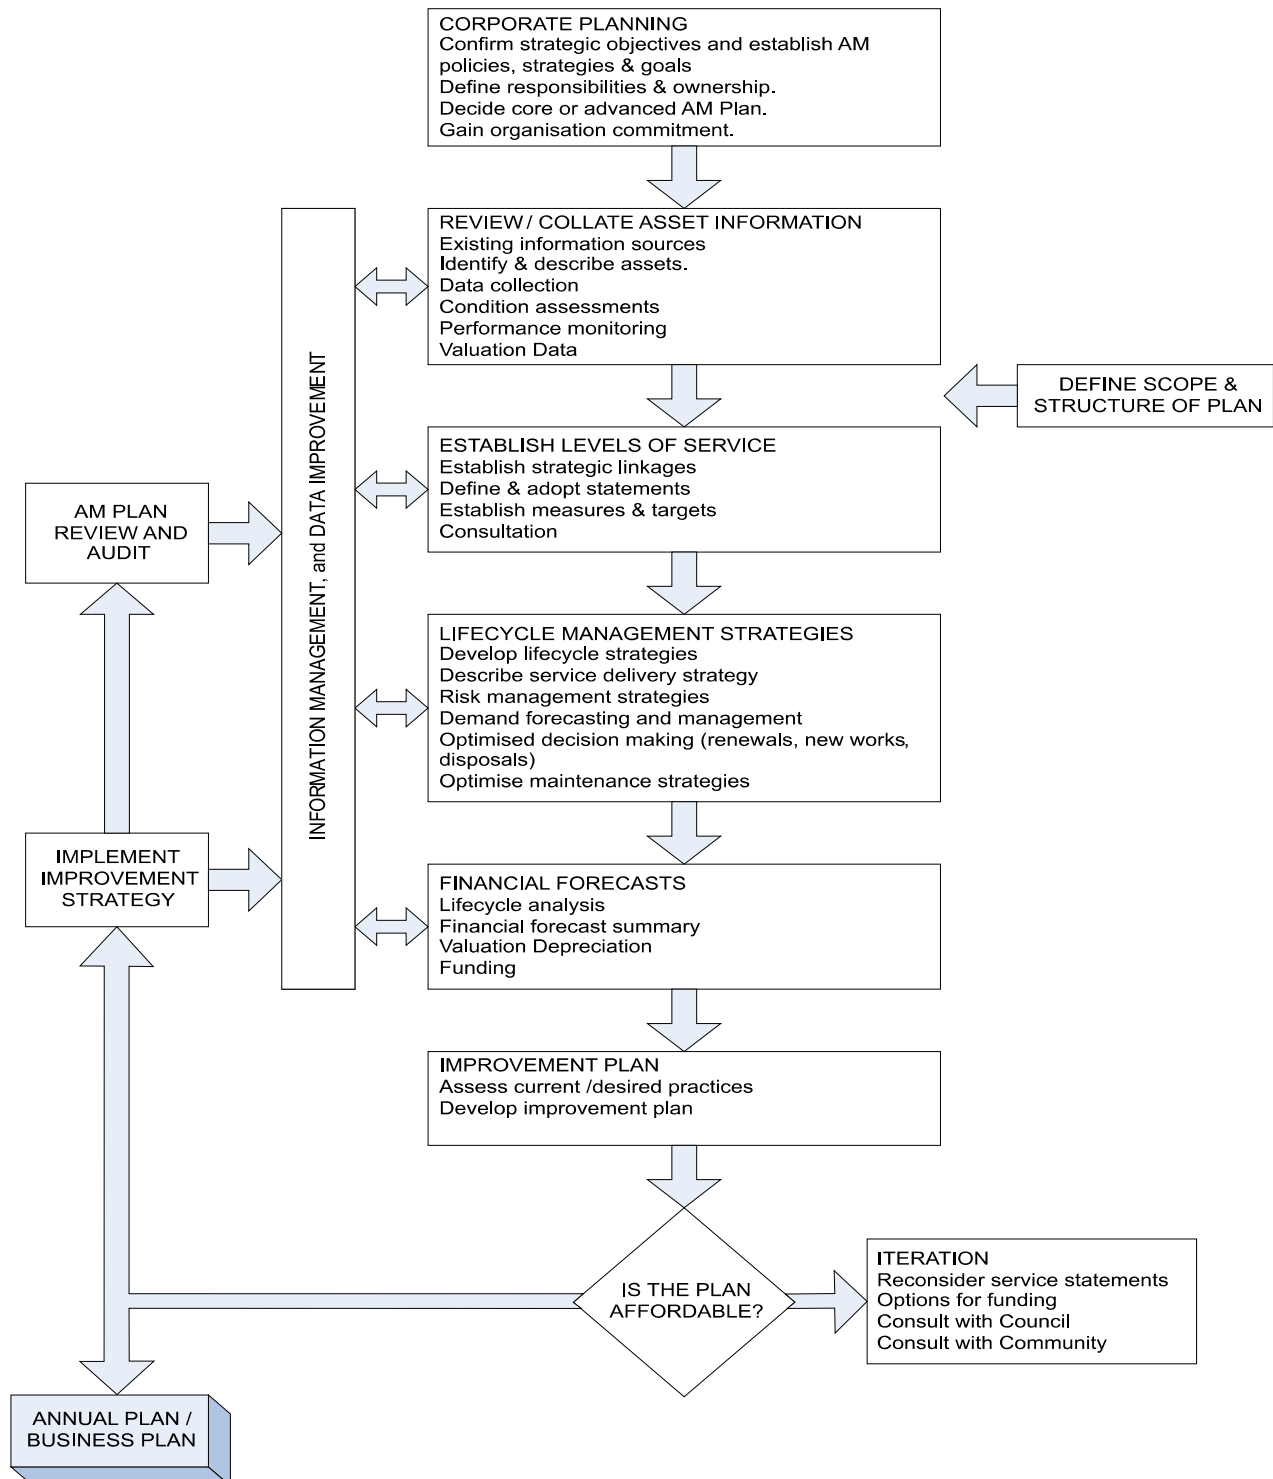 CORPORATE PLANNING
Confirm strategic objectives and establish AM
policies, strategies & goals
Define responsibilities & ownership.
Decide core or advanced AM Plan.
Gain organisation commitment.
REVIEW / COLLATE ASSET INFORMATION
Existing information sources
Identify & describe assets.
Data collection
Condition assessments
Performance monitoring
Valuation Data
DEFINE SCOPE &
STRUCTURE OF PLAN
INFORMATION MANAGEMENT, and DATA IMPROVEMENT
ESTABLISH LEVELS OF SERVICE
Establish strategic linkages
Define & adopt statements
Establish measures & targets
Consultation
AM PLAN
REVIEW AND
AUDIT
LIFECYCLE MANAGEMENT STRATEGIES
Develop lifecycle strategies
Describe service delivery strategy
Risk management strategies
Demand forecasting and management
Optimised decision making (renewals, new works,
disposals)
Optimise maintenance strategies
IMPLEMENT
IMPROVEMENT
STRATEGY
FINANCIAL FORECASTS
Lifecycle analysis
Financial forecast summary
Valuation Depreciation
Funding
IMPROVEMENT PLAN
Assess current /desired practices
Develop improvement plan
IS THE PLAN
AFFORDABLE?
ITERATION
Reconsider service statements
Options for funding
Consult with Council
Consult with Community
ANNUAL PLAN /
BUSINESS PLAN